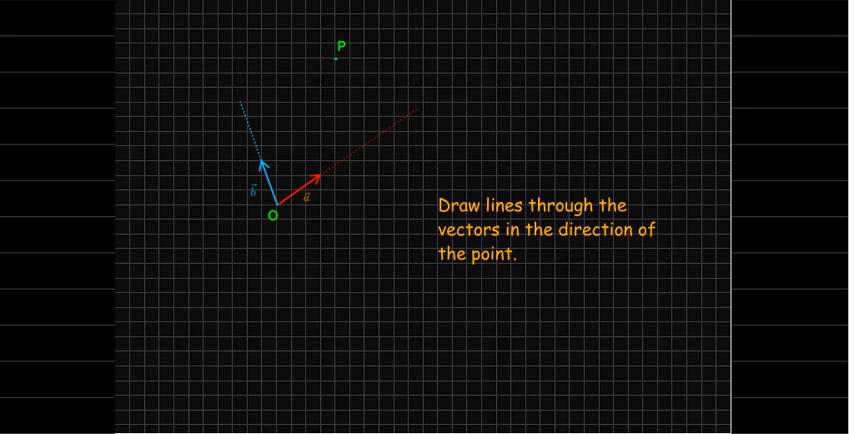 P
b⃗
a⃗
O
Draw lines through the
vectors in the direction of
the point.